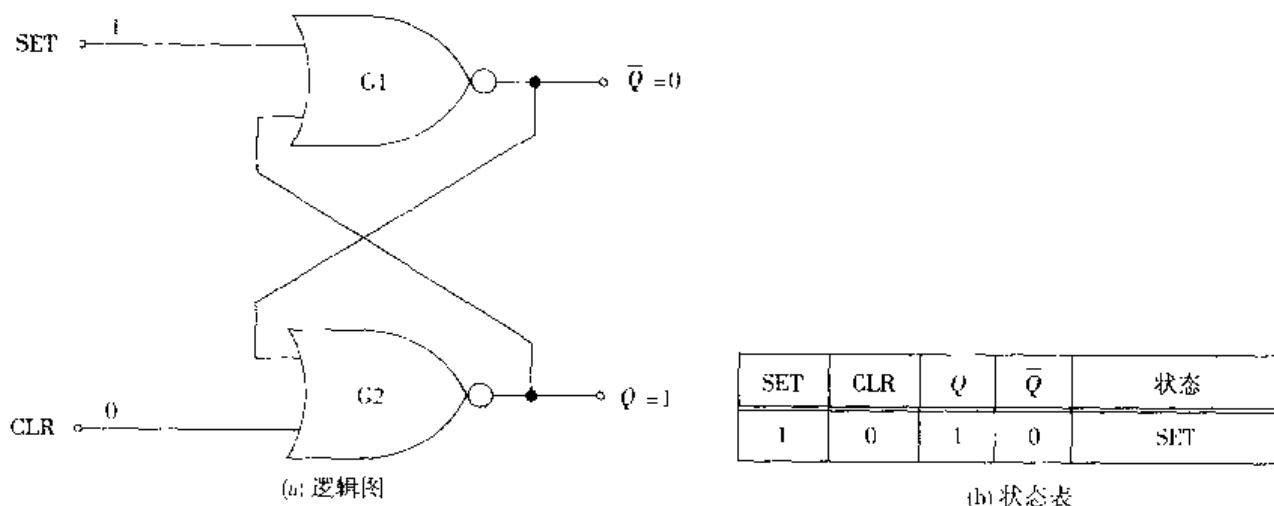 SET 1
G1
Q̅ =0
G2
Q =1
CLR 0
(a) 逻辑图
SET CLR Q Q̅ 状态
1 0 1 0 SET
(b) 状态表